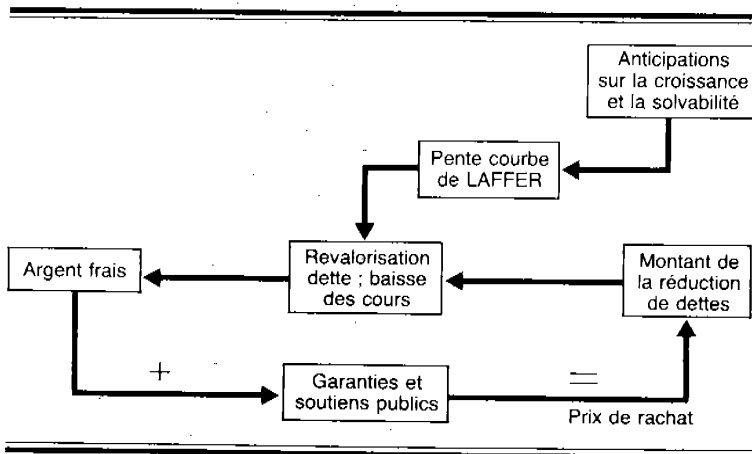 Anticipations
sur la croissance
et la solvabilité
Pente courbe
de LAFFER
Argent frais
Revalorisation
dette ; baisse
des cours
Montant de
la réduction
de dettes
+
Garanties et
soutiens publics
=
Prix de rachat